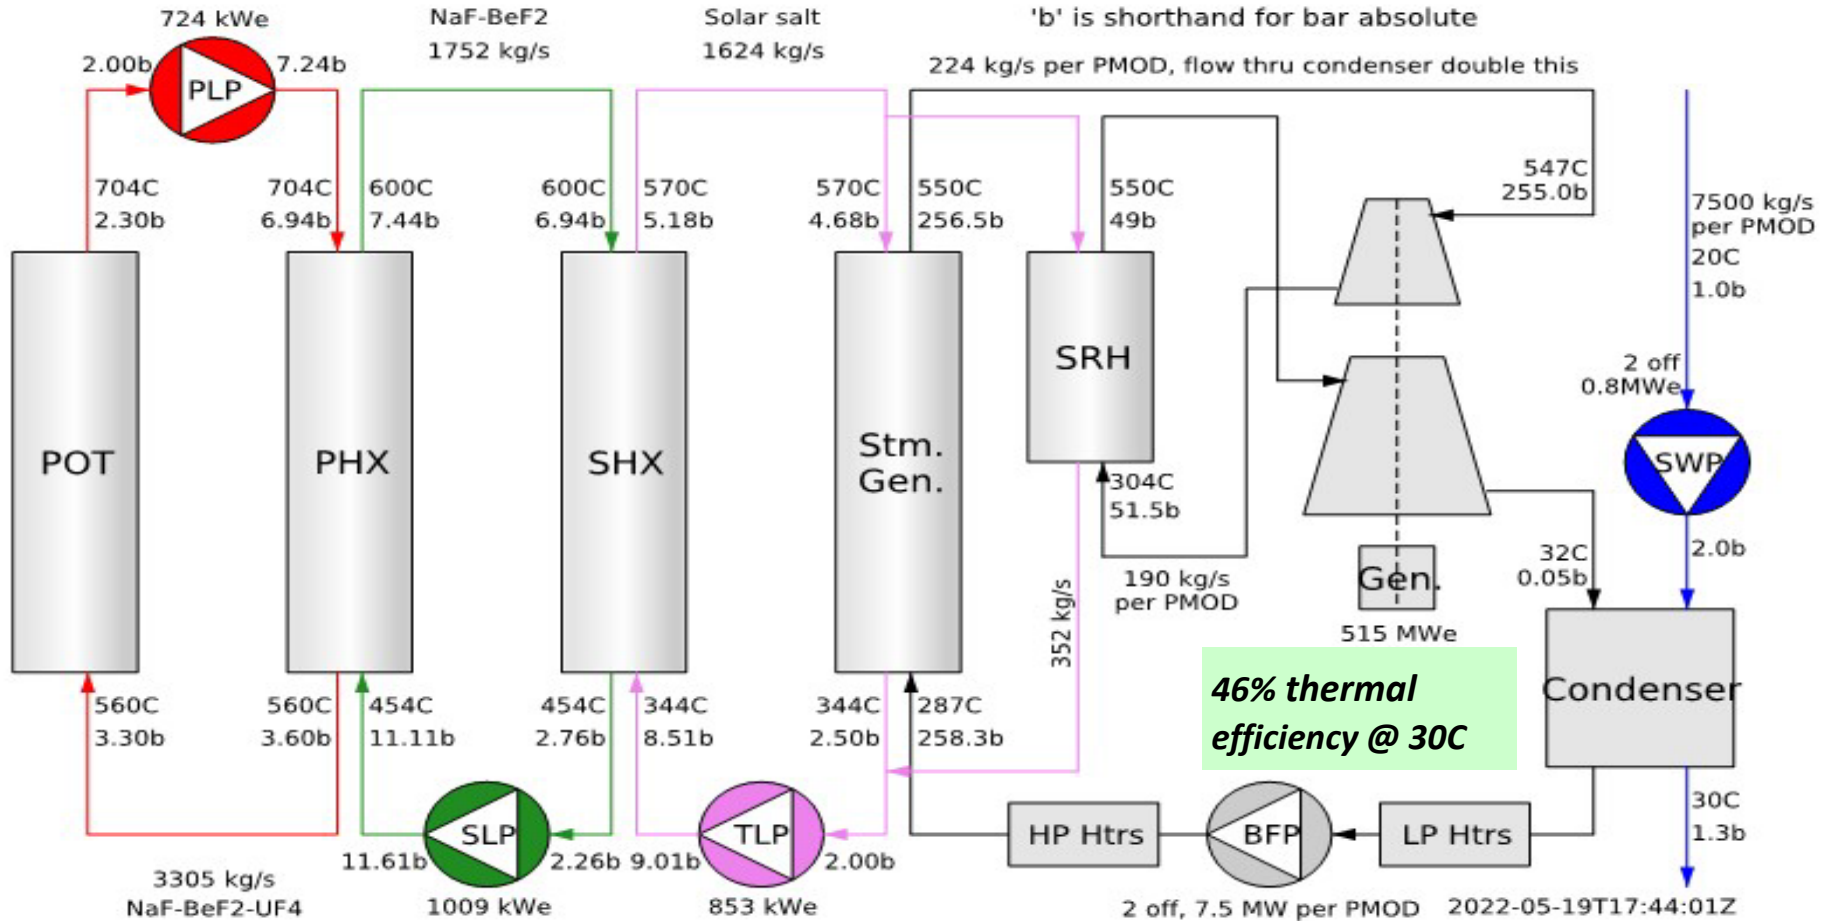 724 kWe
NaF-BeF2
1752 kg/s
Solar salt
1624 kg/s
'b' is shorthand for bar absolute
224 kg/s per PMOD, flow thru condenser double this
2.00b
PLP
7.24b
704C
2.30b
704C
6.94b
600C
7.44b
600C
6.94b
570C
5.18b
570C
4.68b
550C
256.5b
550C
49b
547C
255.0b
7500 kg/s
per PMOD
20C
1.0b
POT
PHX
SHX
Stm.
Gen.
SRH
2 off
0.8MWe
SWP
304C
51.5b
2.0b
32C
0.05b
190 kg/s
per PMOD
352 kg/s
Gen.
515 MWe
46% thermal
efficiency @ 30C
Condenser
560C
3.30b
560C
3.60b
454C
11.11b
454C
2.76b
344C
8.51b
344C
2.50b
287C
258.3b
30C
1.3b
SLP
11.61b
2.26b
TLP
9.01b
2.00b
HP Htrs
BFP
LP Htrs
3305 kg/s
NaF-BeF2-UF4
1009 kWe
853 kWe
2 off, 7.5 MW per PMOD
2022-05-19T17:44:01Z